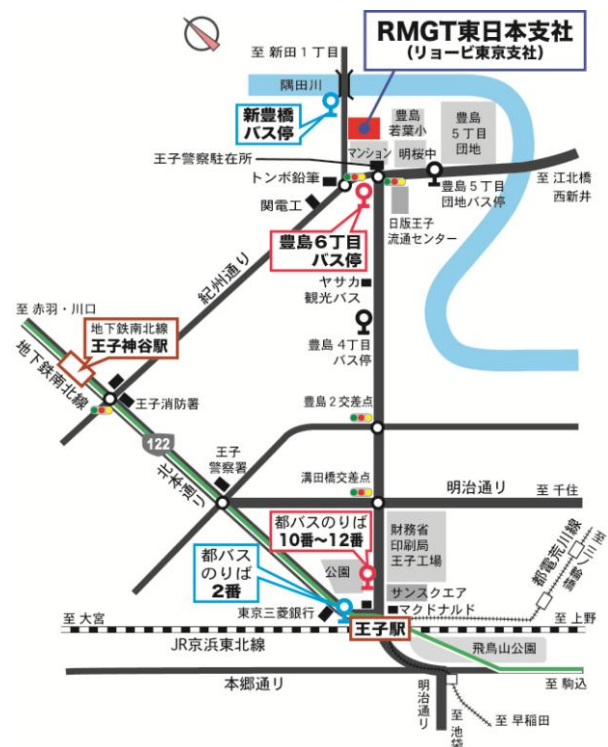 RMGT東日本支社
(リョービ東京支社)
至 新田1丁目
隅田川
新豊橋
バス停
豊島
若葉小
豊島
5丁目
団地
王子警察駐在所
マンション
明桜中
トンボ鉛筆
関電工
豊島5丁目
団地バス停
至 江北橋
西新井
豊島6丁目
バス停
日版王子
流通センター
紀州通り
ヤサカ
観光バス
至 赤羽・川口
地下鉄南北線
王子神谷駅
地下鉄南北線
豊島4丁目
バス停
王子消防署
豊島2交差点
122
北本通り
王子
警察署
溝田橋交差点
明治通り
至 千住
都バスのりば
10番〜12番
財務省
印刷局
王子工場
都電荒川線
至 三ノ輪橋
都バス
のりば
2番
公園
サンスクエア
東京三菱銀行
マクドナルド
至 大宮
王子駅
至 上野
JR京浜東北線
飛鳥山公園
本郷通り
明治通り
至 駒込
至 池袋
至 早稲田